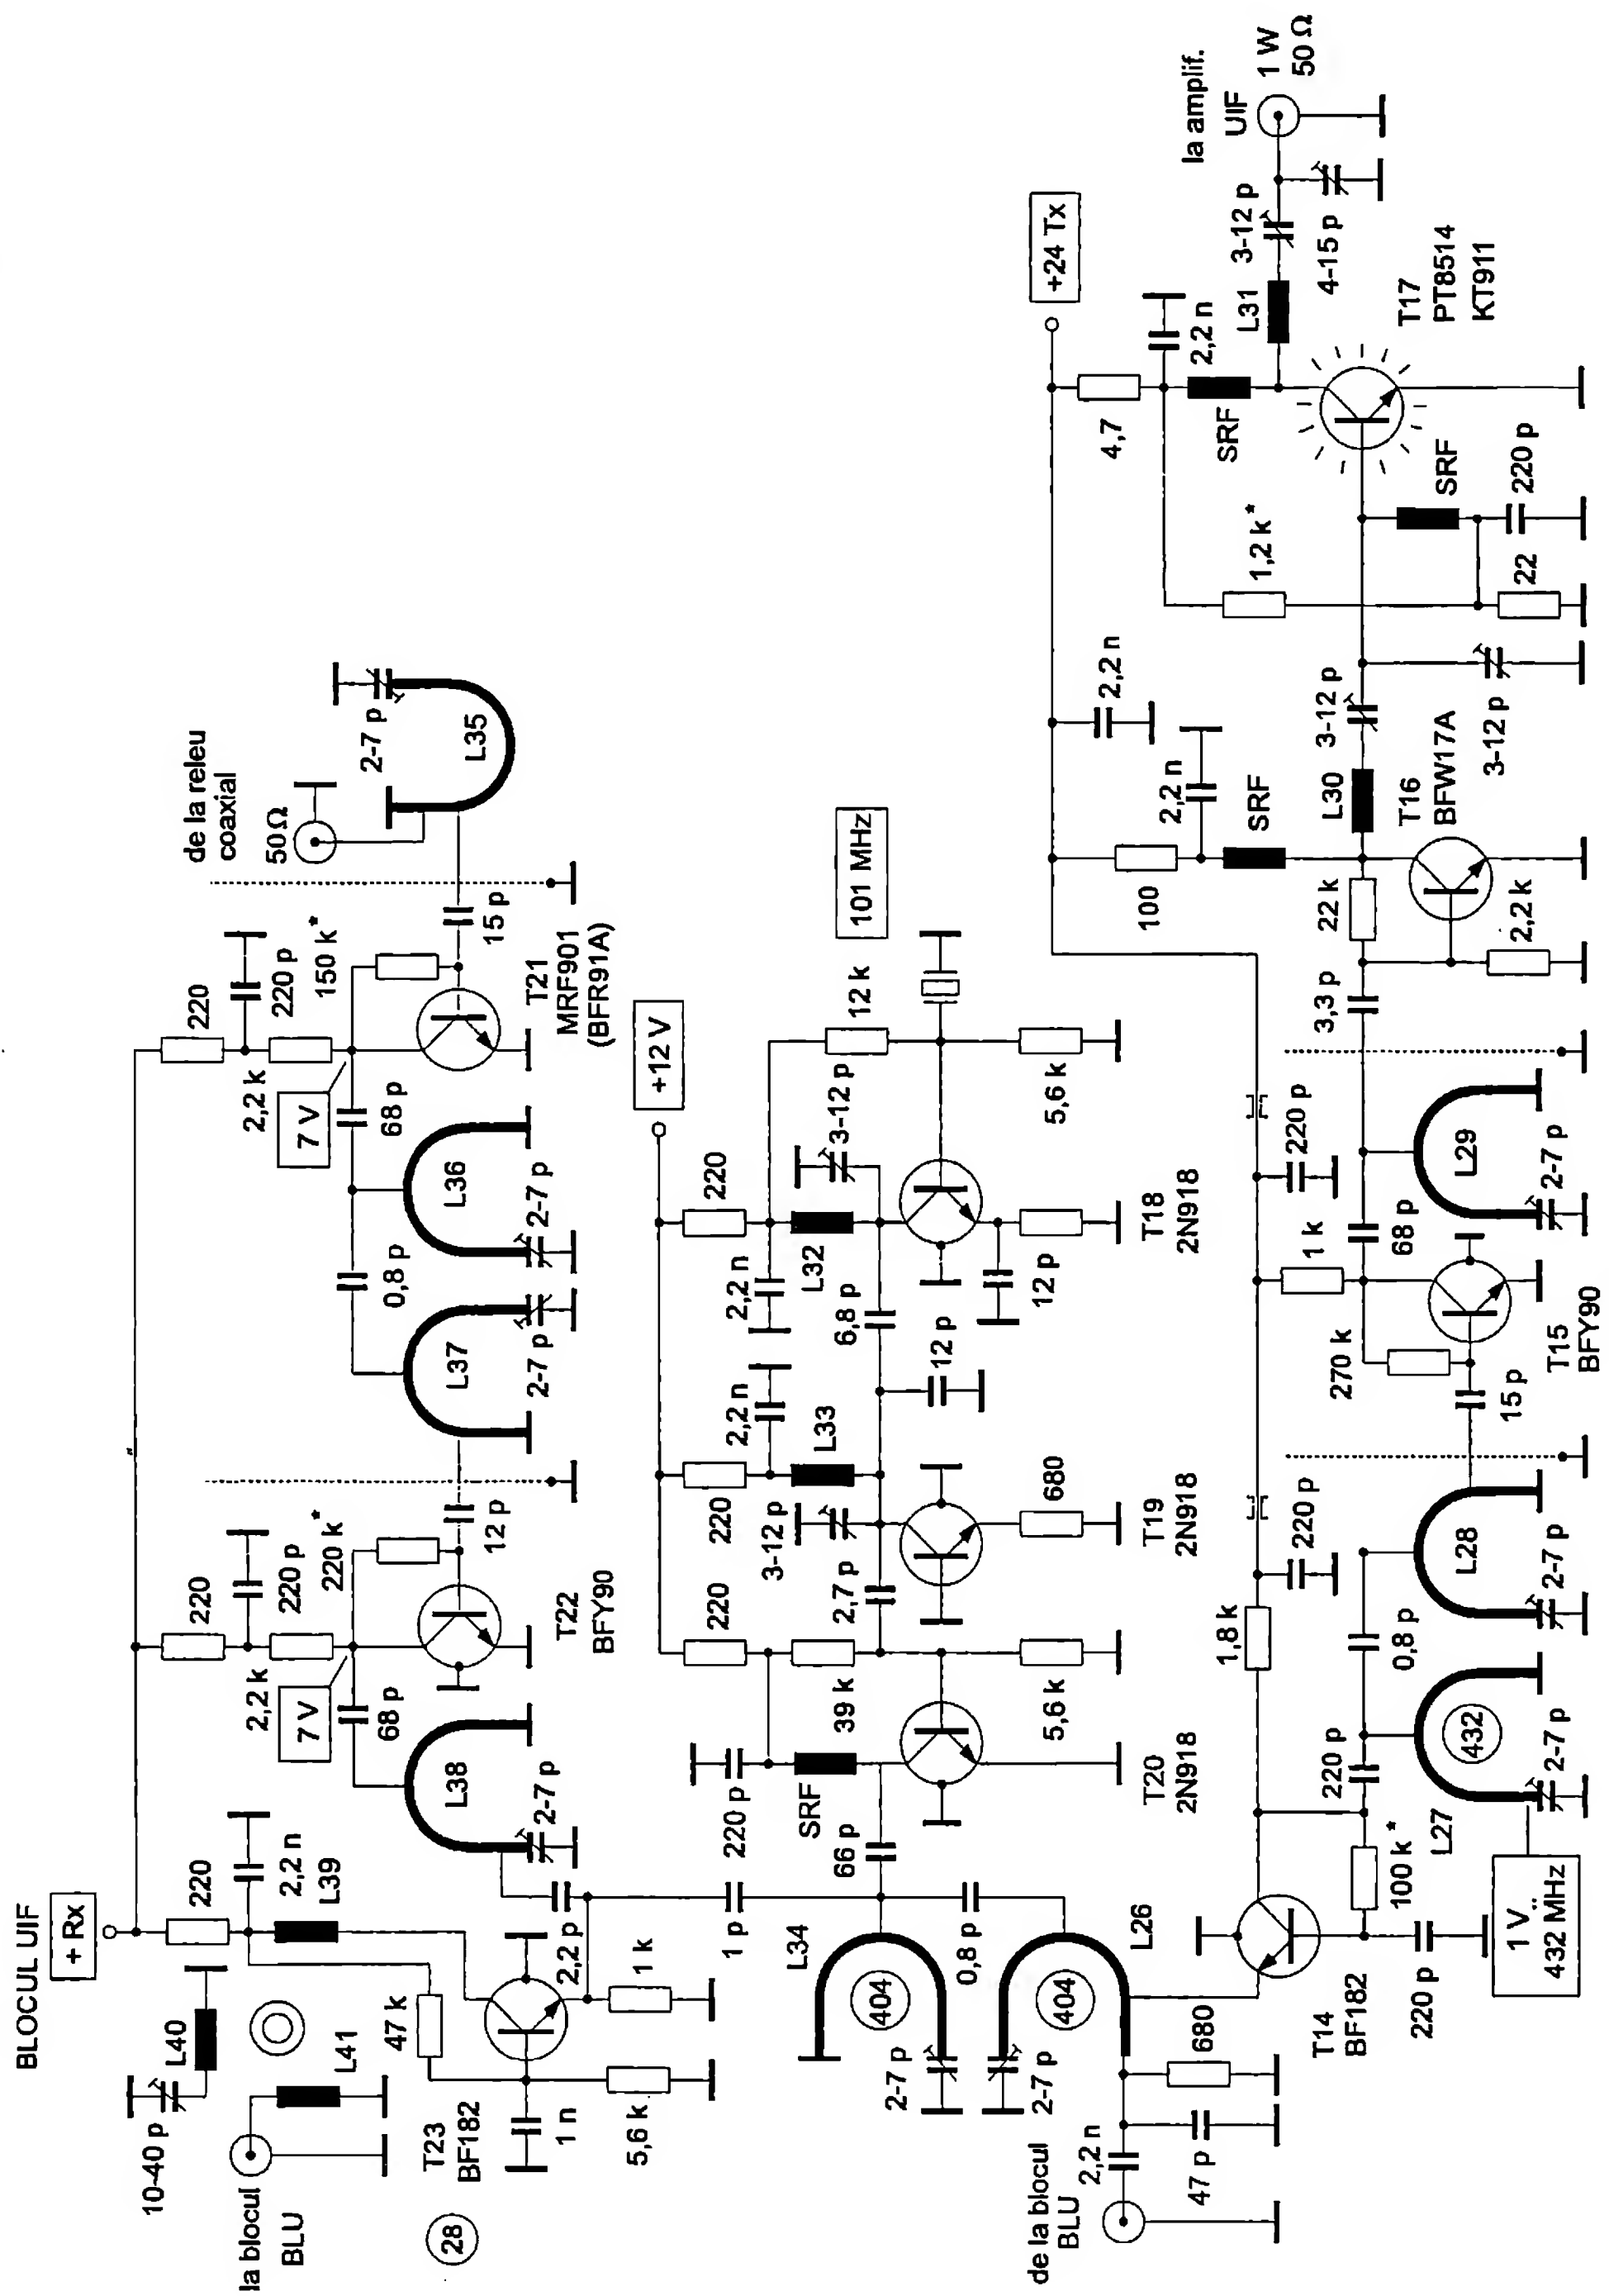 BLOCUL UIF
+ Rx
220
2,2 n
L39
10-40 p
L40
L41
47 k
la blocul
BLU
28
T23
BF182
1 n
5,6 k
2,2 p
1 k
1 p
220
220 p
2,2 k
220 k*
7 V
68 p
L38
2-7 p
T22
BFY90
12 p
L37
2-7 p
0,8 p
L36
2-7 p
68 p
7 V
2,2 k
220
220 p
150 k*
T21
MRF901
(BFR91A)
15 p
de la releu
coaxial
50Ω
2-7 p
L35
+12 V
101 MHz
220
2,2 n
L32
3-12 p
12 k
5,6 k
6,8 p
12 p
T18
2N918
12 p
220
2,2 n
L33
3-12 p
2,7 p
680
T19
2N918
220
39 k
220 p
SRF
66 p
5,6 k
T20
2N918
L34
404
2-7 p
0,8 p
404
2-7 p
L26
de la blocul
BLU
2,2 n
47 p
680
T14
BF182
220 p
100 k*
1 V..
432 MHz
L27
432
2-7 p
220 p
1,8 k
0,8 p
L28
2-7 p
220 p
15 p
270 k
T15
BFY90
1 k
68 p
220 p
L29
2-7 p
3,3 p
22 k
2,2 k
100
2,2 n
SRF
T16
BFW17A
L30
3-12 p
3-12 p
2,2 n
+24 Tx
4,7
2,2 n
SRF
1,2 k*
22
220 p
SRF
T17
PT8514
KT911
L31
3-12 p
4-15 p
la amplif.
UIF
1 W
50 Ω